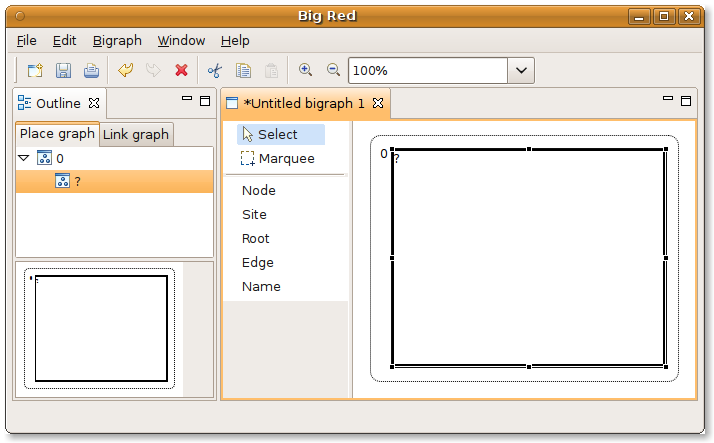 Big Red
File Edit Bigraph Window Help
100%
Outline
Place graph Link graph
0
?
*Untitled bigraph 1
Select
Marquee
Node
Site
Root
Edge
Name
0
?